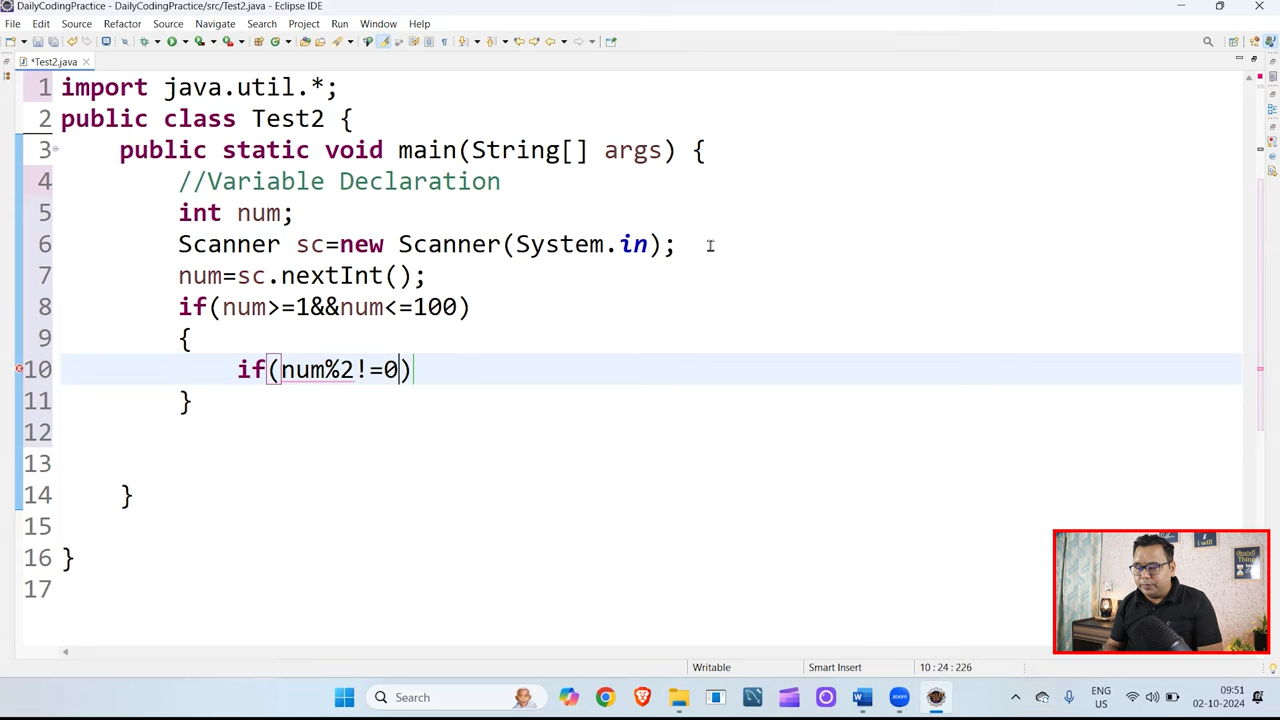 DailyCodingPractice - DailyCodingPractice/src/Test2.java - Eclipse IDE
File Edit Source Refactor Source Navigate Search Project Run Window Help
*Test2.java
1 import java.util.*;
2 public class Test2 {
3 public static void main(String[] args) {
4 //Variable Declaration
5 int num;
6 Scanner sc=new Scanner(System.in);
7 num=sc.nextInt();
8 if(num>=1&&num<=100)
9 {
10 if(num%2!=0)
11 }
12
13
14 }
15
16 }
17
I will
Good
Thing
Writable Smart Insert 10 : 24 : 226
Search
ENG
US
09:51
02-10-2024